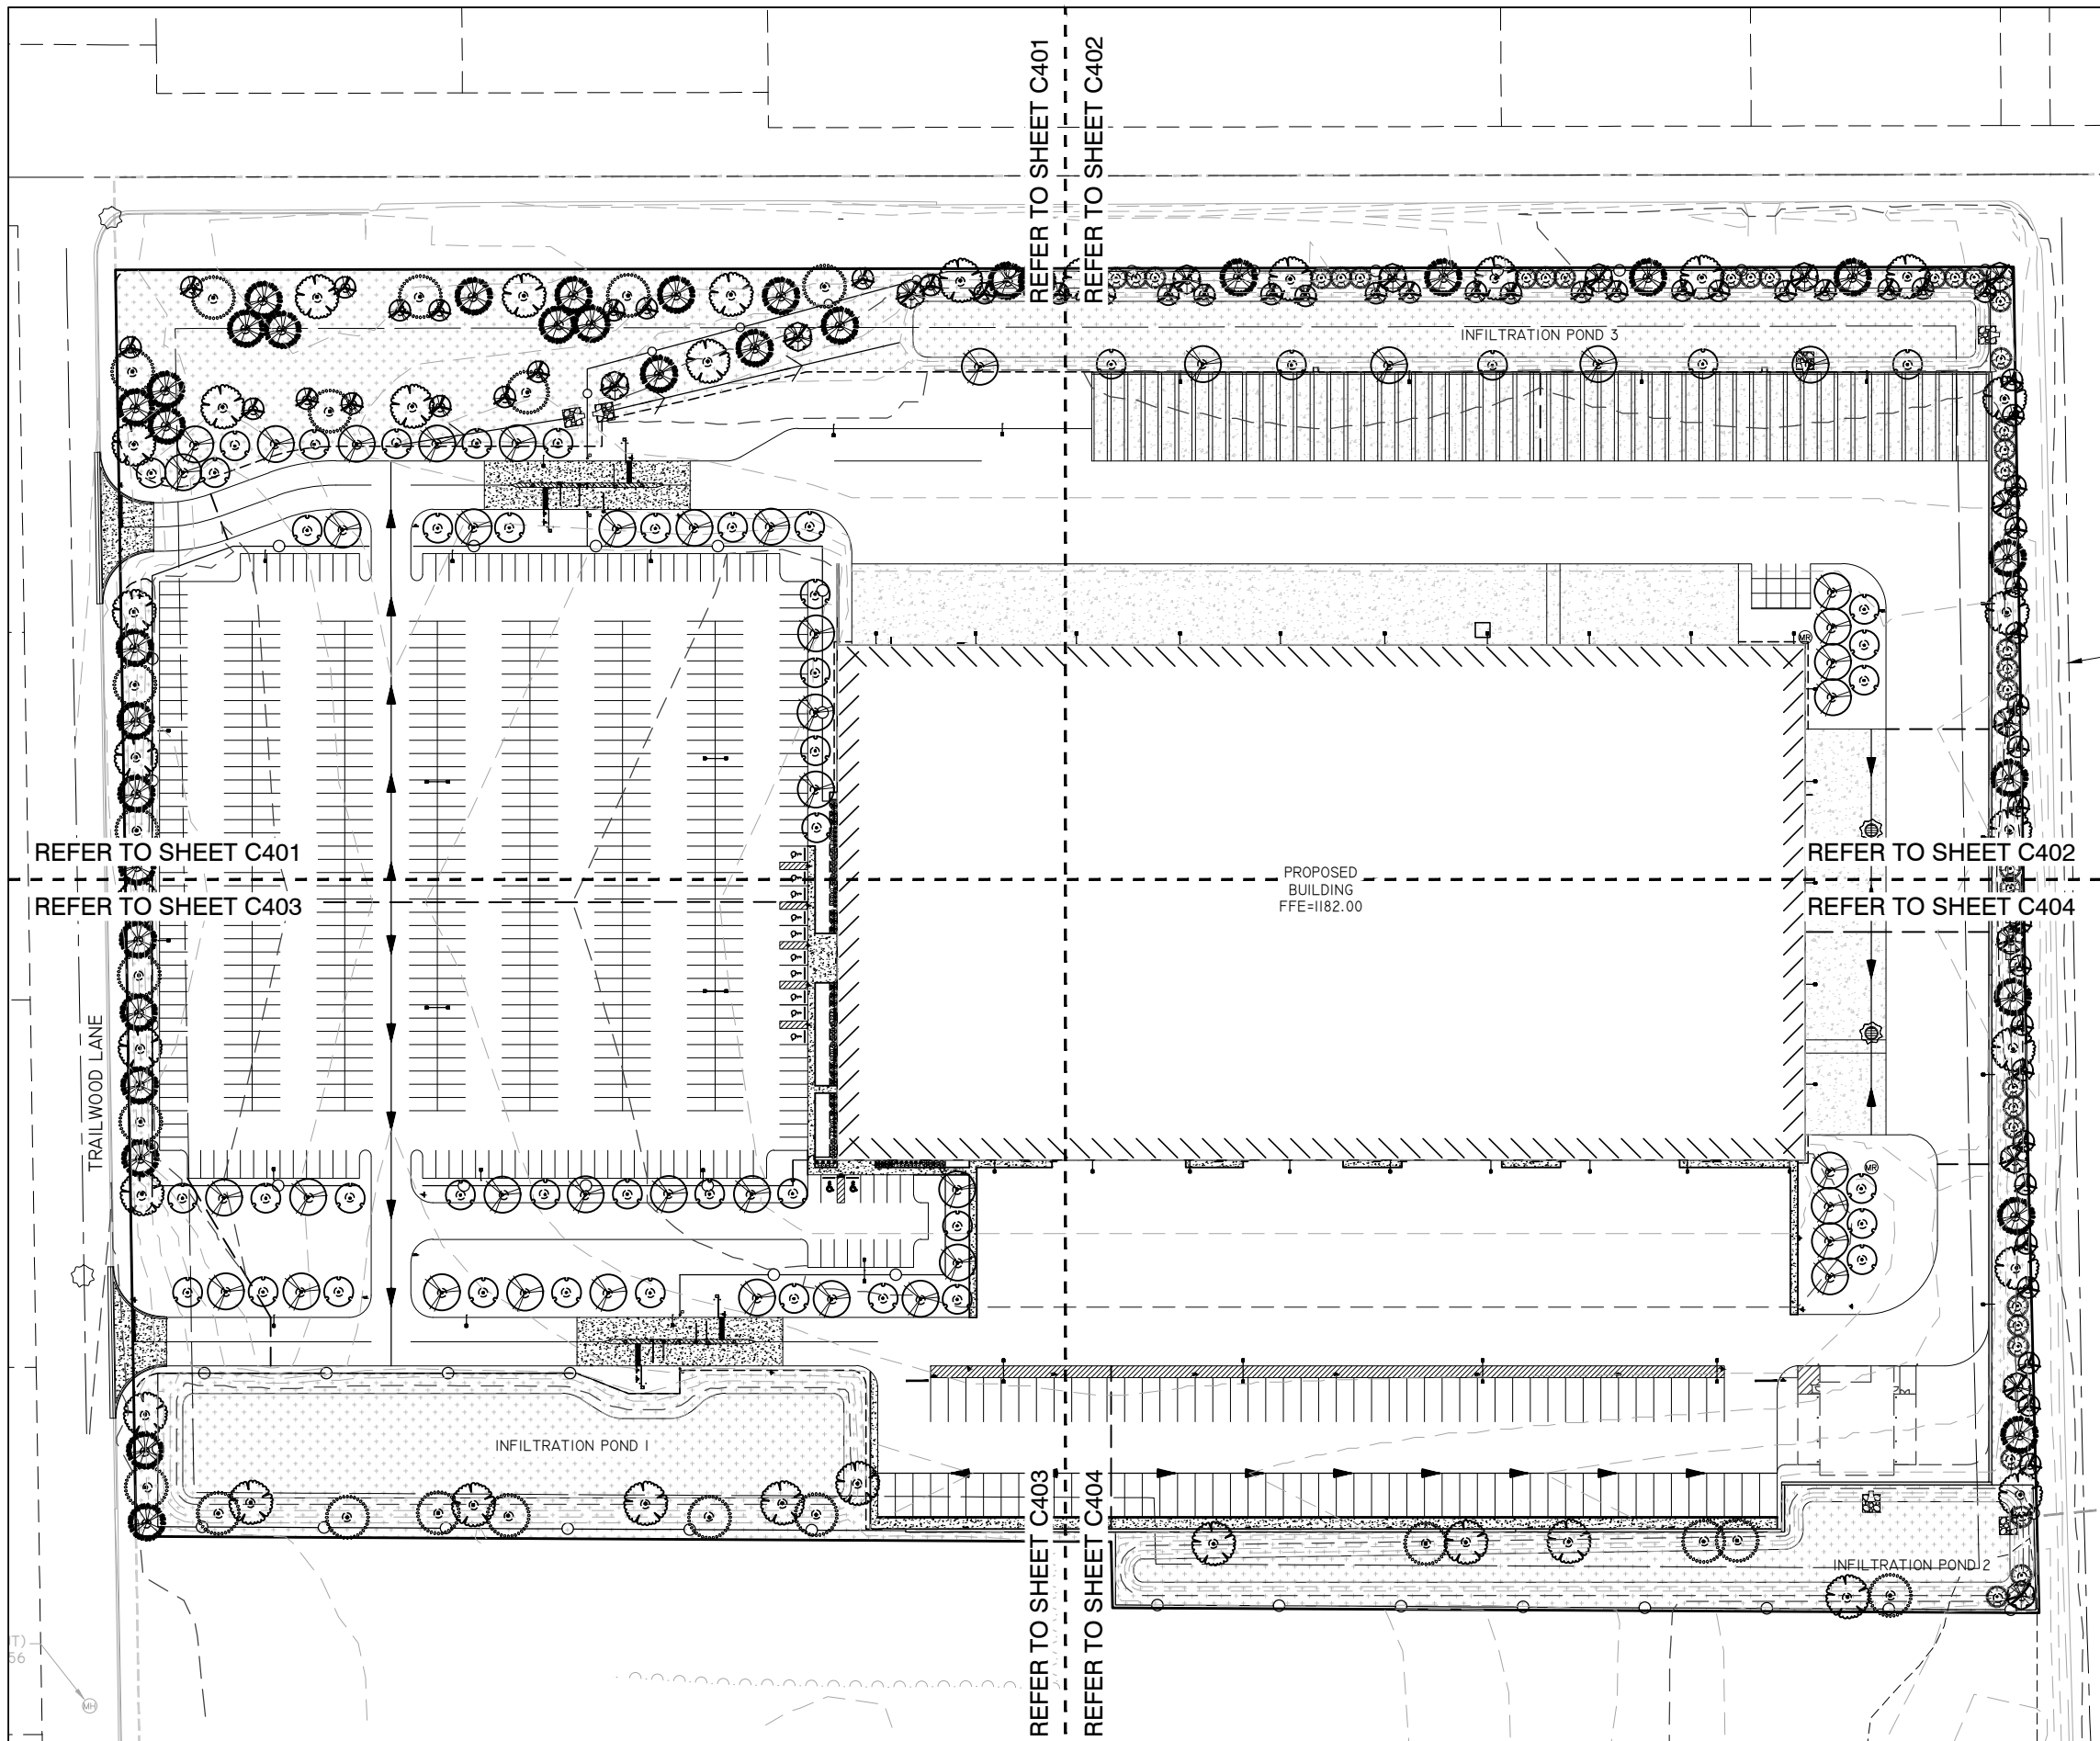 REFER TO SHEET C401
REFER TO SHEET C402
INFILTRATION POND 3
MR
REFER TO SHEET C401
REFER TO SHEET C402
PROPOSED
BUILDING
FFE=1182.00
REFER TO SHEET C403
REFER TO SHEET C404
TRAILWOOD LANE
MR
INFILTRATION POND 1
REFER TO SHEET C403
REFER TO SHEET C404
INFILTRATION POND 2
UT)
56
MH